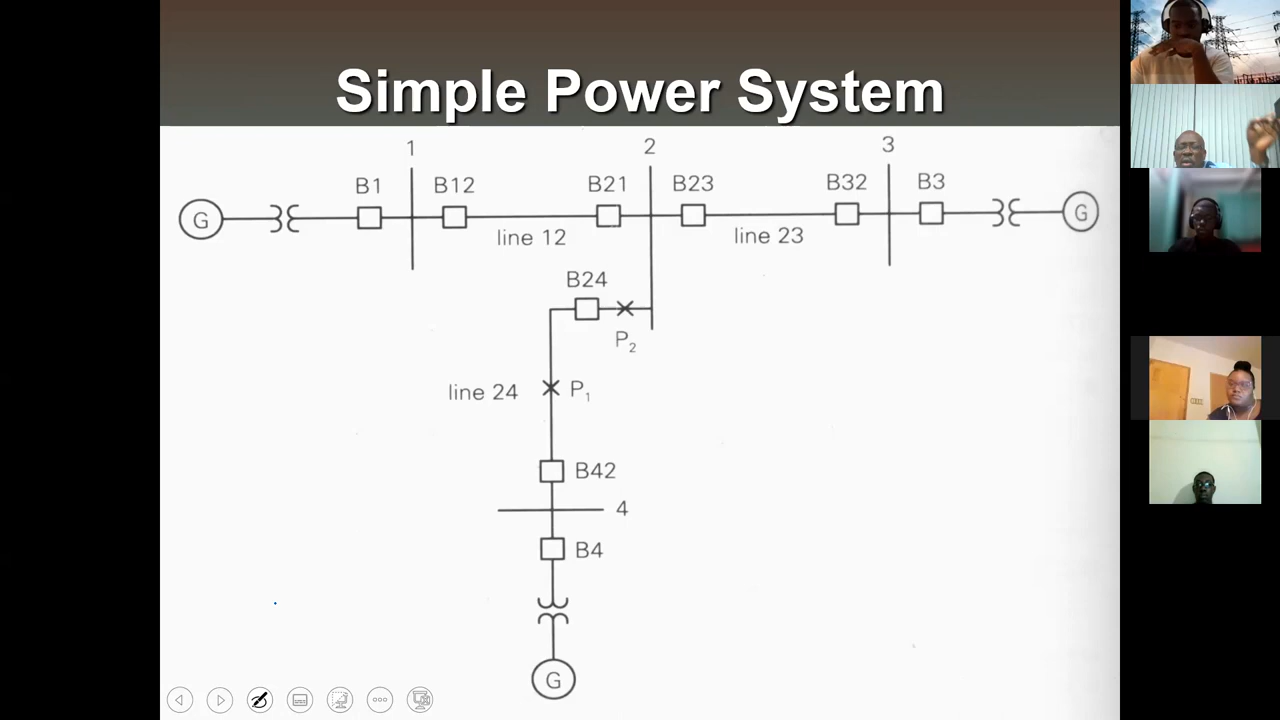 Simple Power System
1 2 3
B1 B12 B21 B23 B32 B3
G G
line 12 line 23
B24
P2
line 24 P1
B42
4
B4
G